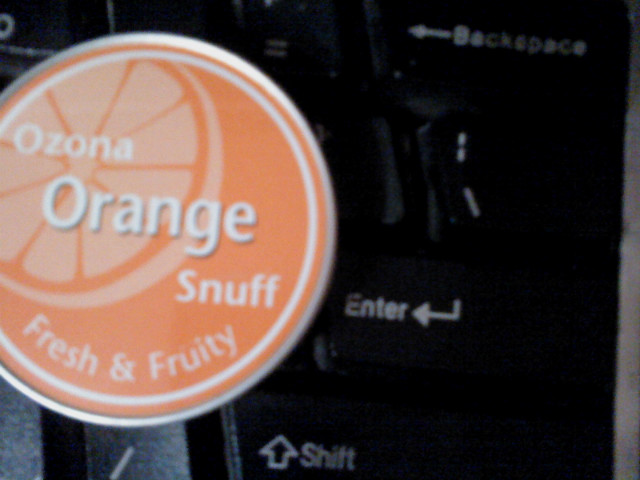 Ozona
Orange
Snuff
Fresh & Fruity
=
←Backspace
|
\
Enter
Shift
/